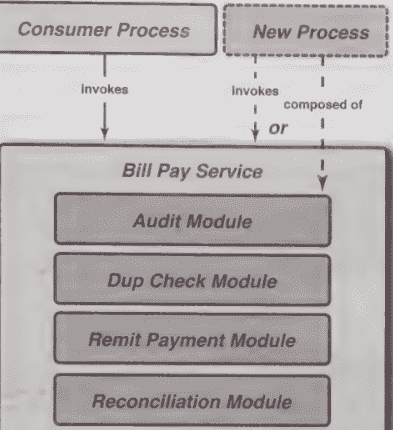 Consumer Process
New Process
invokes
invokes
composed of
or
Bill Pay Service
Audit Module
Dup Check Module
Remit Payment Module
Reconciliation Module